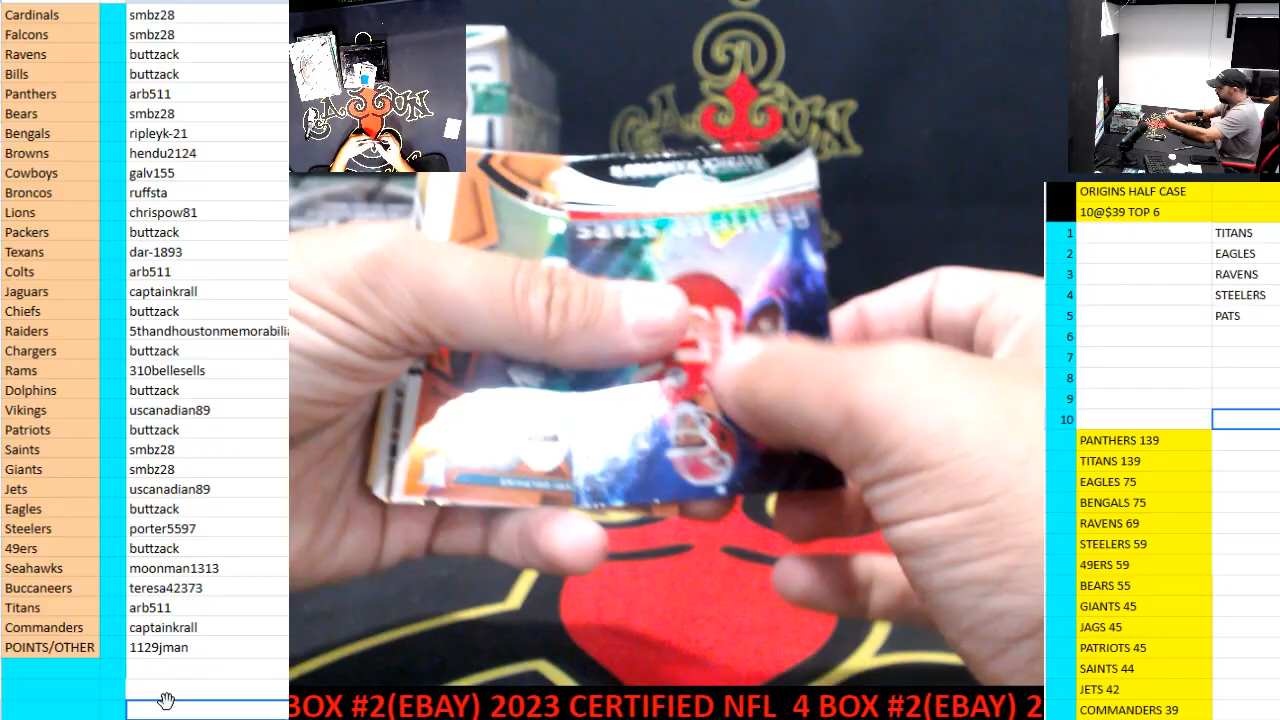 Cardinals smbz28
Falcons smbz28
Ravens buttzack
Bills buttzack
Panthers arb511
Bears smbz28
Bengals ripleyk-21
Browns hendu2124
Cowboys galv155
Broncos ruffsta
Lions chrispow81
Packers buttzack
Texans dar-1893
Colts arb511
Jaguars captainkrall
Chiefs buttzack
Raiders 5thandhoustonmemorabili
Chargers buttzack
Rams 310bellesells
Dolphins buttzack
Vikings uscanadian89
Patriots buttzack
Saints smbz28
Giants smbz28
Jets uscanadian89
Eagles buttzack
Steelers porter5597
49ers buttzack
Seahawks moonman1313
Buccaneers teresa42373
Titans arb511
Commanders captainkrall
POINTS/OTHER 1129jman
CERTIFIED STARS
BOX #2(EBAY) 2023 CERTIFIED NFL 4 BOX #2(EBAY) 2
ORIGINS HALF CASE
10@$39 TOP 6
1 TITANS
2 EAGLES
3 RAVENS
4 STEELERS
5 PATS
6
7
8
9
10
PANTHERS 139
TITANS 139
EAGLES 75
BENGALS 75
RAVENS 69
STEELERS 59
49ERS 59
BEARS 55
GIANTS 45
JAGS 45
PATRIOTS 45
SAINTS 44
JETS 42
COMMANDERS 39